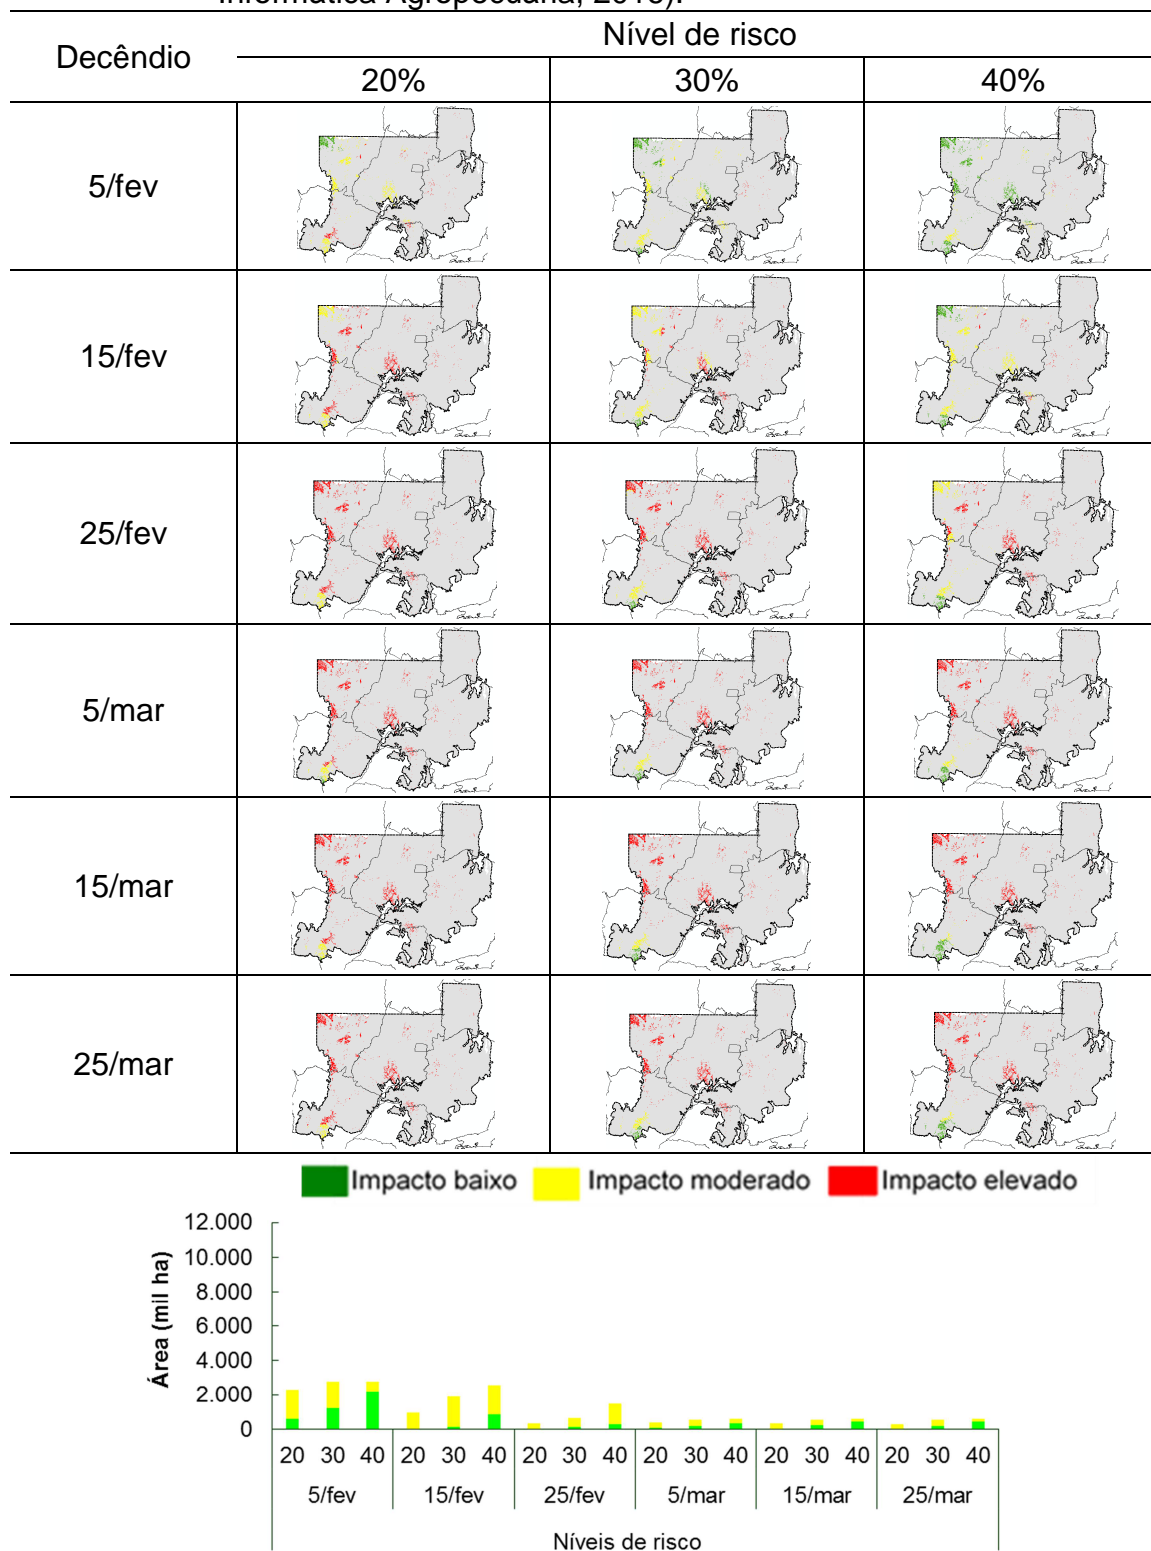 Informática Agropecuária, 2016).
Decêndio
Nível de risco
20%
30%
40%
5/fev
15/fev
25/fev
5/mar
15/mar
25/mar
Impacto baixo
Impacto moderado
Impacto elevado
Área (mil ha)
12.000
10.000
8.000
6.000
4.000
2.000
0
20 30 40 20 30 40 20 30 40 20 30 40 20 30 40 20 30 40
5/fev 15/fev 25/fev 5/mar 15/mar 25/mar
Níveis de risco